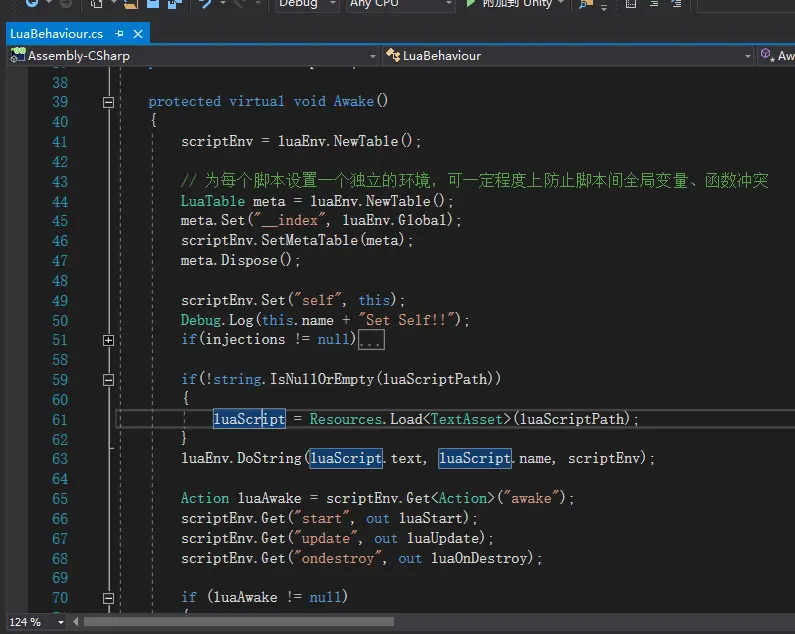 Debug Any CPU 附加到 Unity
LuaBehaviour.cs
Assembly-CSharp LuaBehaviour Aw
38
39 protected virtual void Awake()
40 {
41 scriptEnv = luaEnv.NewTable();
42
43 // 为每个脚本设置一个独立的环境，可一定程度上防止脚本间全局变量、函数冲突
44 LuaTable meta = luaEnv.NewTable();
45 meta.Set("__index", luaEnv.Global);
46 scriptEnv.SetMetaTable(meta);
47 meta.Dispose();
48
49 scriptEnv.Set("self", this);
50 Debug.Log(this.name + "Set Self!!");
51 if(injections != null)...
58
59 if(!string.IsNullOrEmpty(luaScriptPath))
60 {
61 luaScript = Resources.Load<TextAsset>(luaScriptPath);
62 }
63 luaEnv.DoString(luaScript.text, luaScript.name, scriptEnv);
64
65 Action luaAwake = scriptEnv.Get<Action>("awake");
66 scriptEnv.Get("start", out luaStart);
67 scriptEnv.Get("update", out luaUpdate);
68 scriptEnv.Get("ondestroy", out luaOnDestroy);
69
70 if (luaAwake != null)
124 %